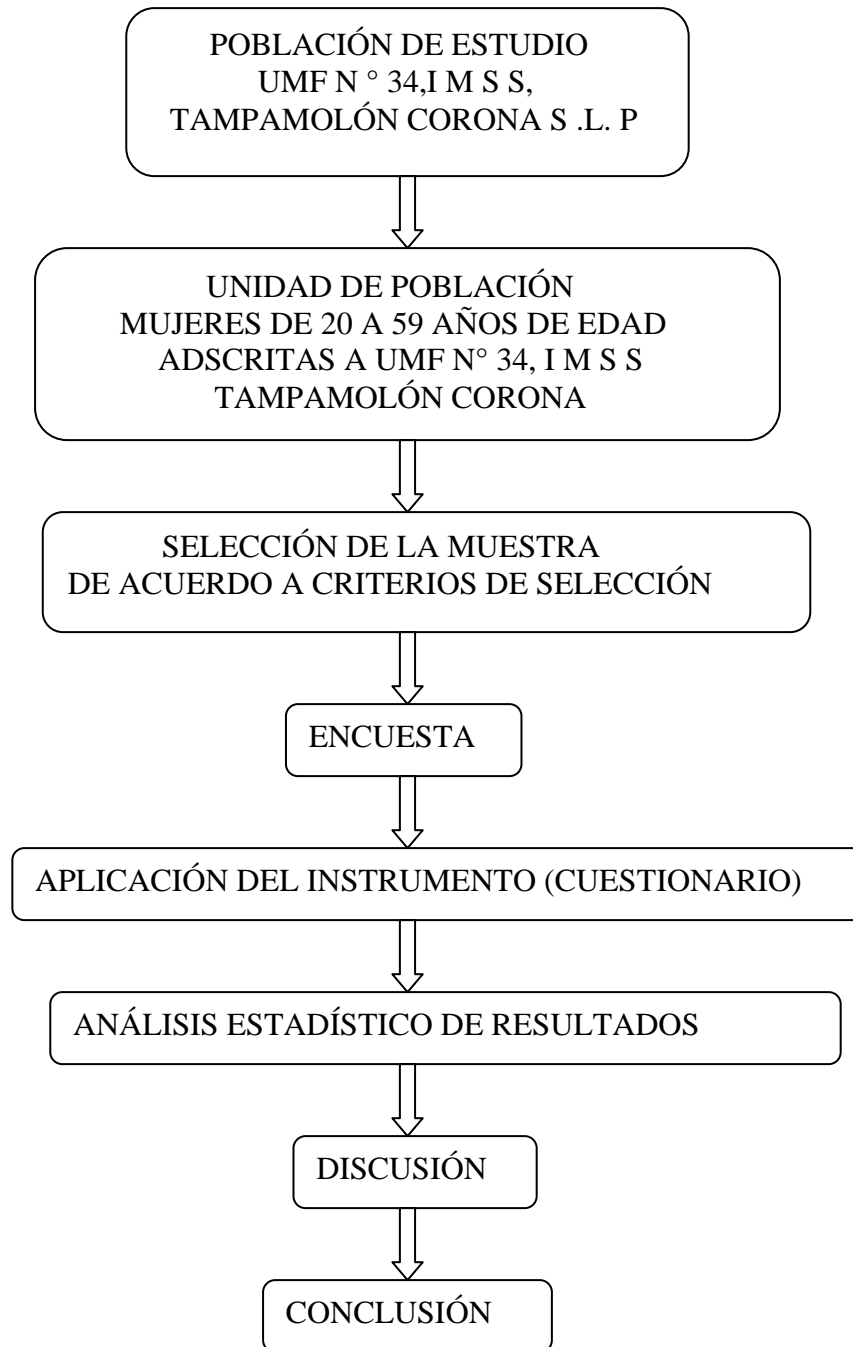 POBLACIÓN DE ESTUDIO
UMF N ° 34,I M S S,
TAMPAMOLÓN CORONA S .L. P
UNIDAD DE POBLACIÓN
MUJERES DE 20 A 59 AÑOS DE EDAD
ADSCRITAS A UMF N° 34, I M S S
TAMPAMOLÓN CORONA
SELECCIÓN DE LA MUESTRA
DE ACUERDO A CRITERIOS DE SELECCIÓN
ENCUESTA
APLICACIÓN DEL INSTRUMENTO (CUESTIONARIO)
ANÁLISIS ESTADÍSTICO DE RESULTADOS
DISCUSIÓN
CONCLUSIÓN